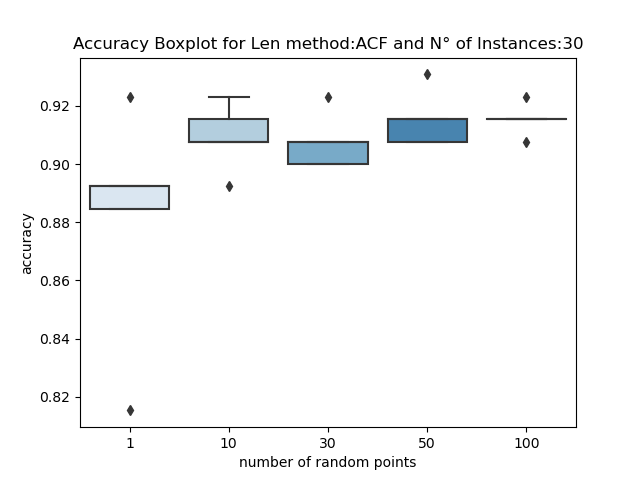 Accuracy Boxplot for Len method:ACF and N° of Instances:30
accuracy
0.92
0.90
0.88
0.86
0.84
0.82
1 10 30 50 100
number of random points